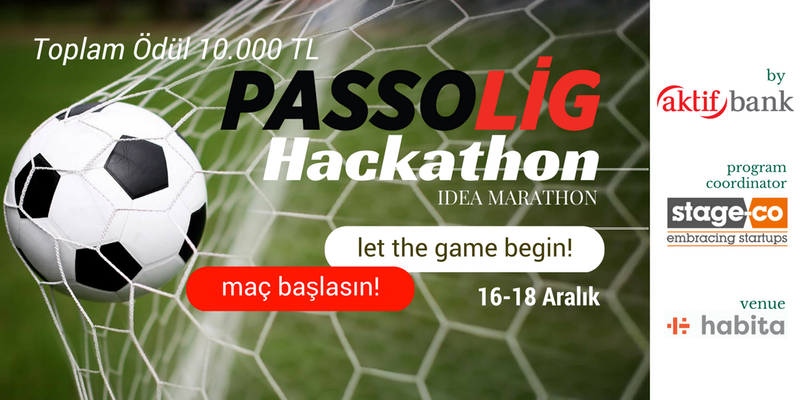 Toplam Ödül 10.000 TL
PASSOLİG
Hackathon
IDEA MARATHON
let the game begin!
maç başlasın!
16-18 Aralık
by
aktif bank
program
coordinator
stage-co
embracing startups
venue
habita